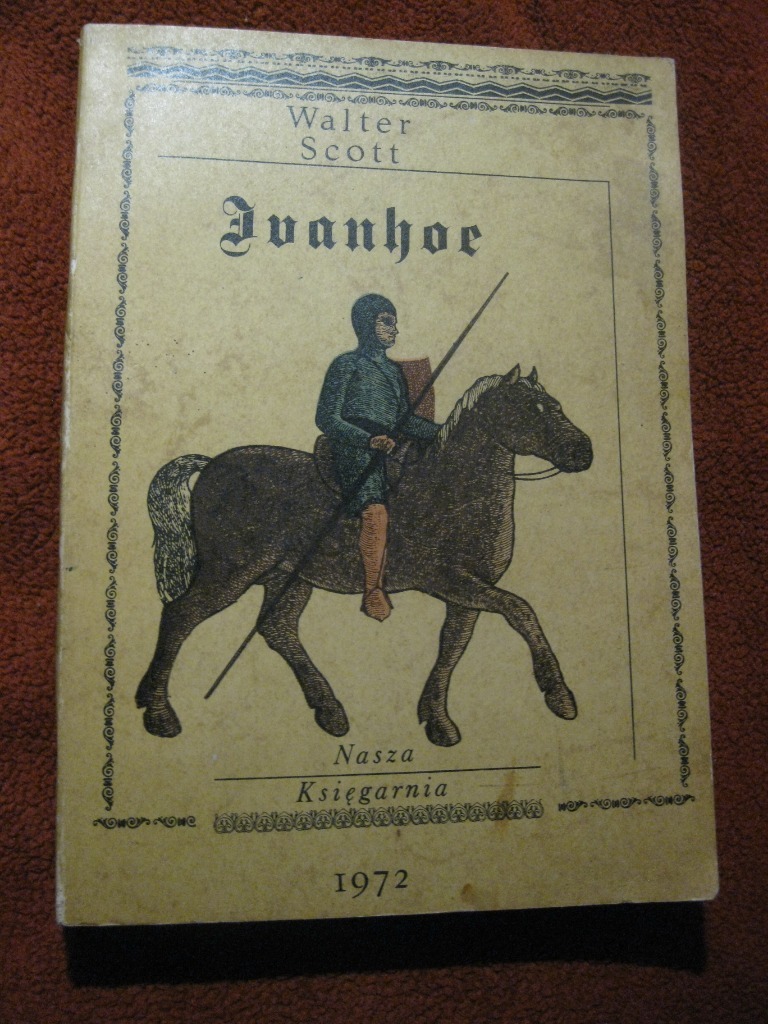 Walter
Scott
Ivanhoe
Nasza
Księgarnia
1972